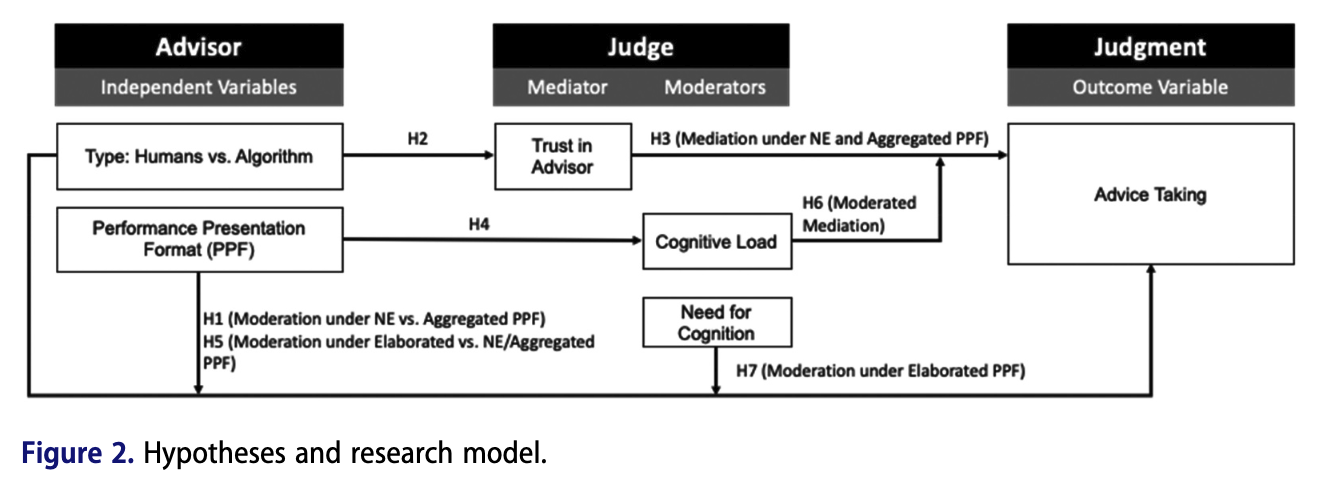 Advisor
Judge
Judgment
Independent Variables
Mediator
Moderators
Outcome Variable
Type: Humans vs. Algorithm
H2
Trust in
Advisor
H3 (Mediation under NE and Aggregated PPF)
Advice Taking
Performance Presentation
Format (PPF)
H4
Cognitive Load
H6 (Moderated
Mediation)
H1 (Moderation under NE vs. Aggregated PPF)
H5 (Moderation under Elaborated vs. NE/Aggregated
PPF)
Need for
Cognition
H7 (Moderation under Elaborated PPF)
Figure 2. Hypotheses and research model.